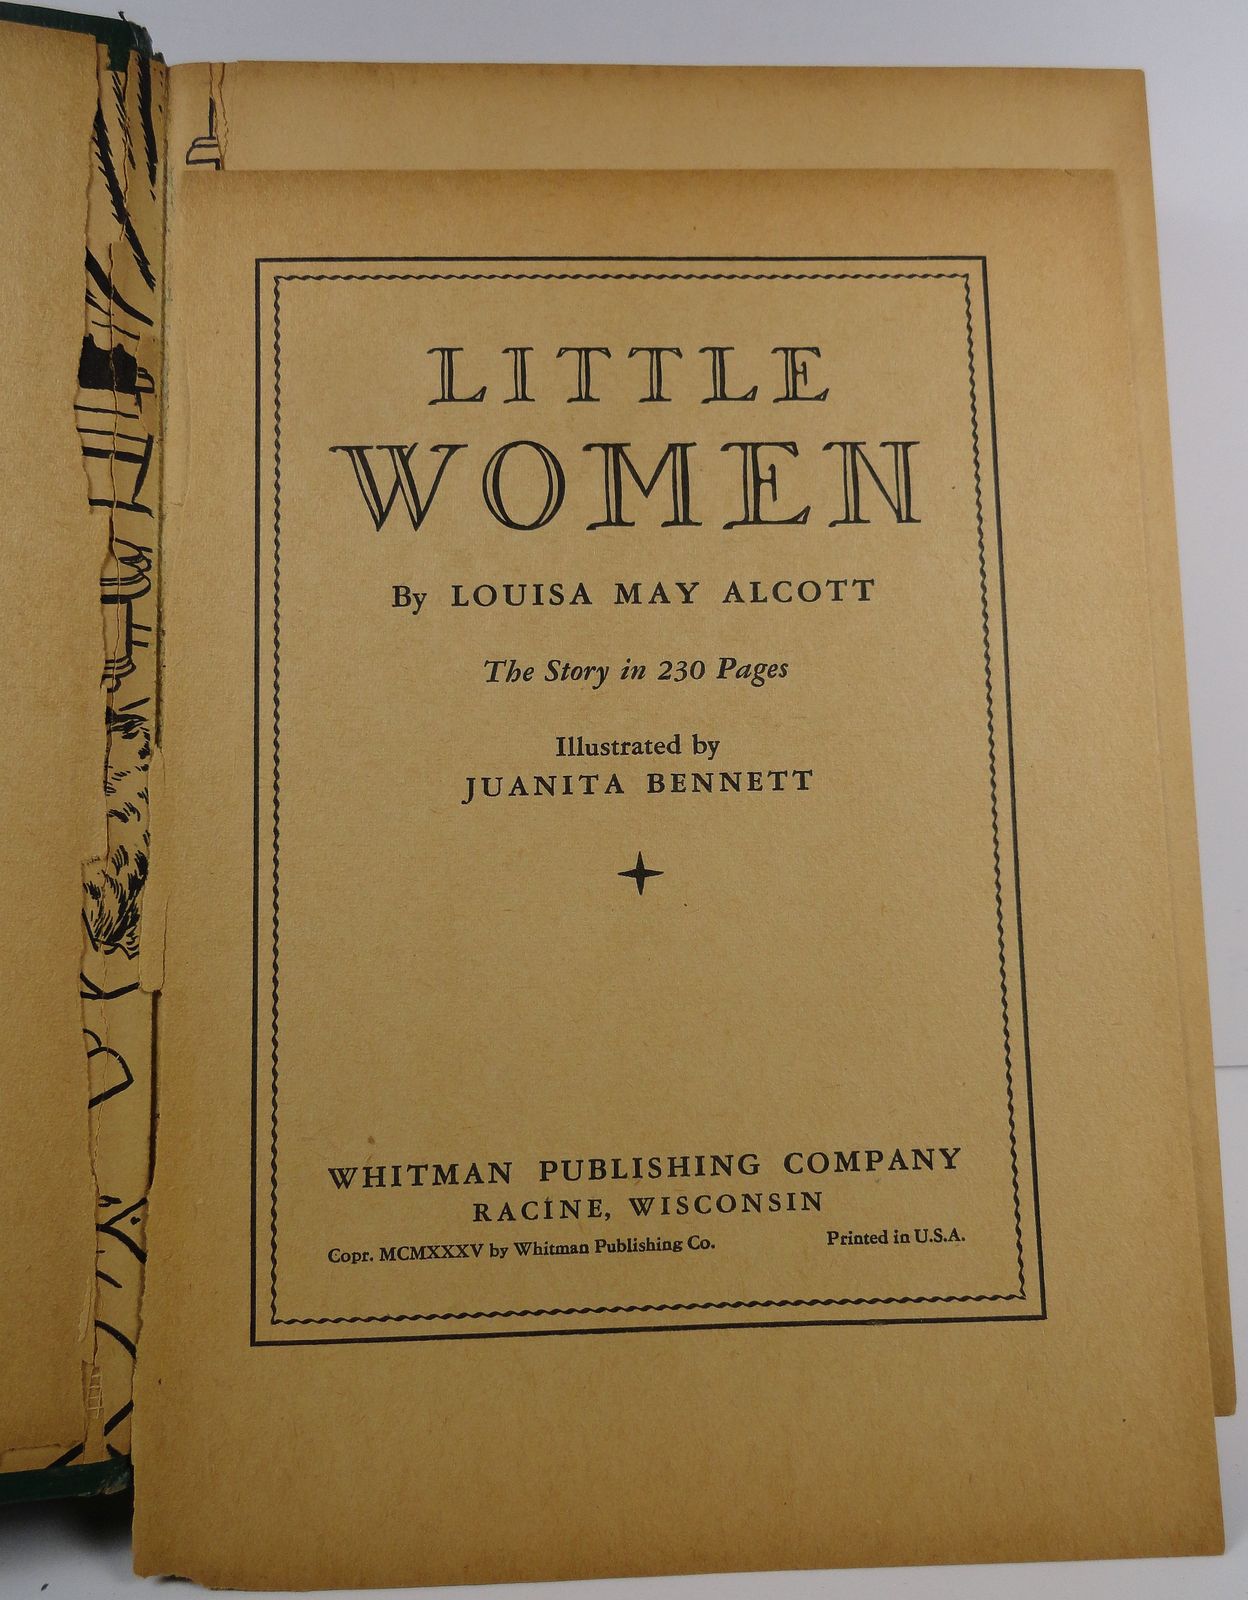 LITTLE
WOMEN
By LOUISA MAY ALCOTT
The Story in 230 Pages
Illustrated by
JUANITA BENNETT
WHITMAN PUBLISHING COMPANY
RACINE, WISCONSIN
Copr. MCMXXXV by Whitman Publishing Co. Printed in U.S.A.